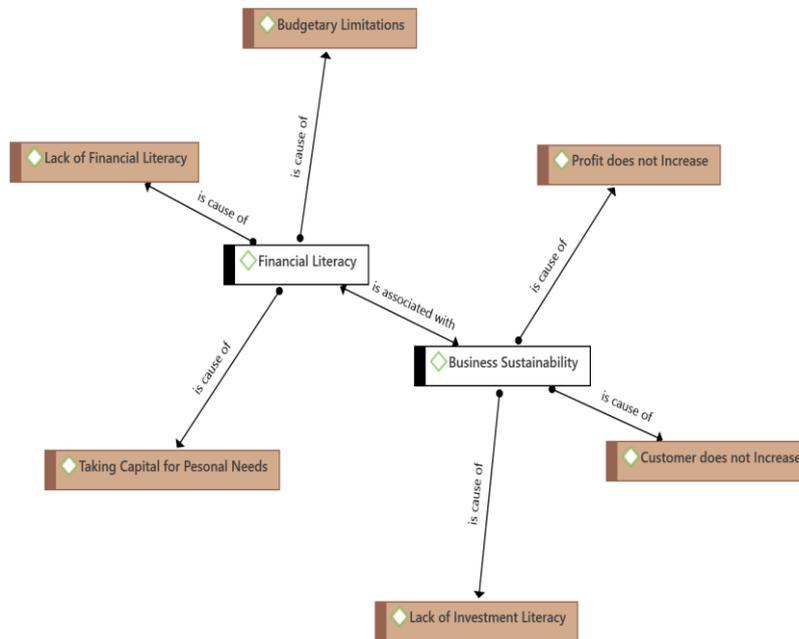 Budgetary Limitations
is cause of
Lack of Financial Literacy
Profit does not Increase
is cause of
Financial Literacy
is cause of
is associated with
Business Sustainability
is cause of
is cause of
Taking Capital for Pesonal Needs
Customer does not Increase
is cause of
Lack of Investment Literacy